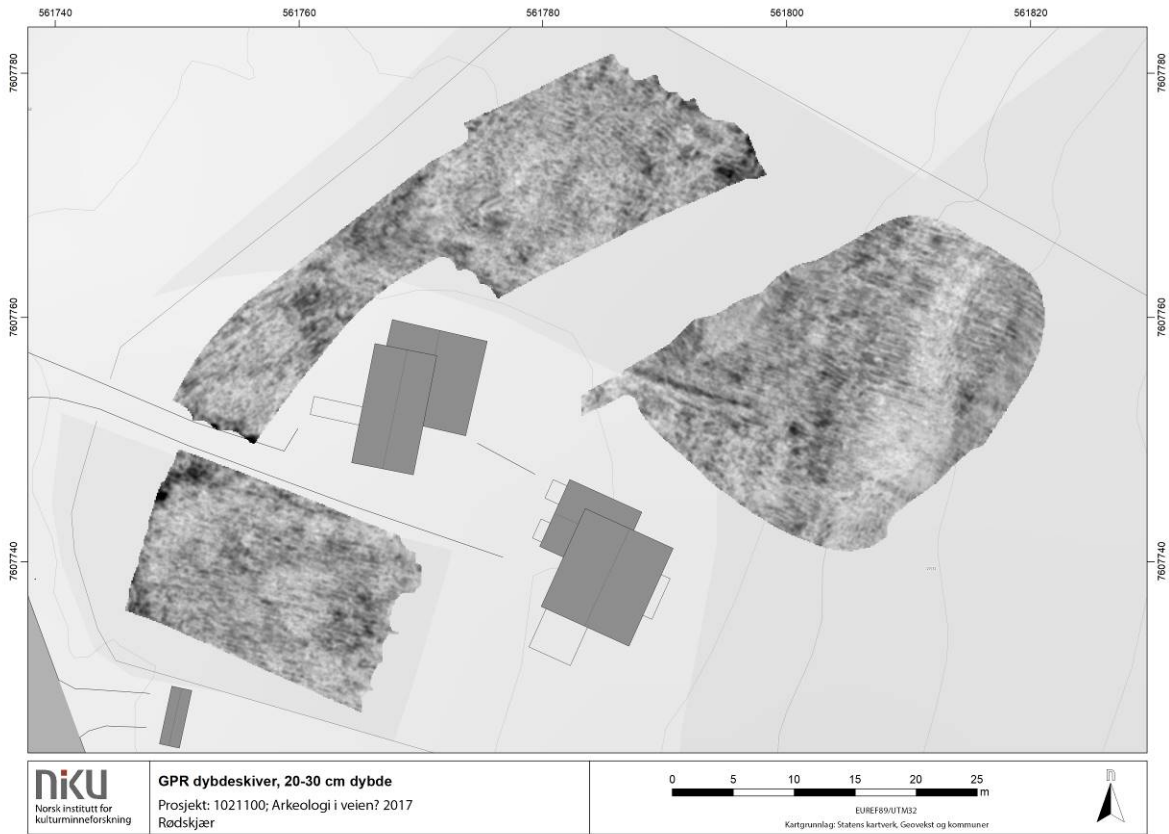 561740 561760 561780 561800 561820
7607780 7607780
7607760 7607760
7607740 7607740
niku
Norsk institutt for
kulturminneforskning
GPR dybdeskiver, 20-30 cm dybde
Prosjekt: 1021100; Arkeologi i veien? 2017
Rødskjær
0 5 10 15 20 25
m
EUREF89/UTM32
Kartgrunnlag: Statens kartverk, Geovekst og kommuner
n